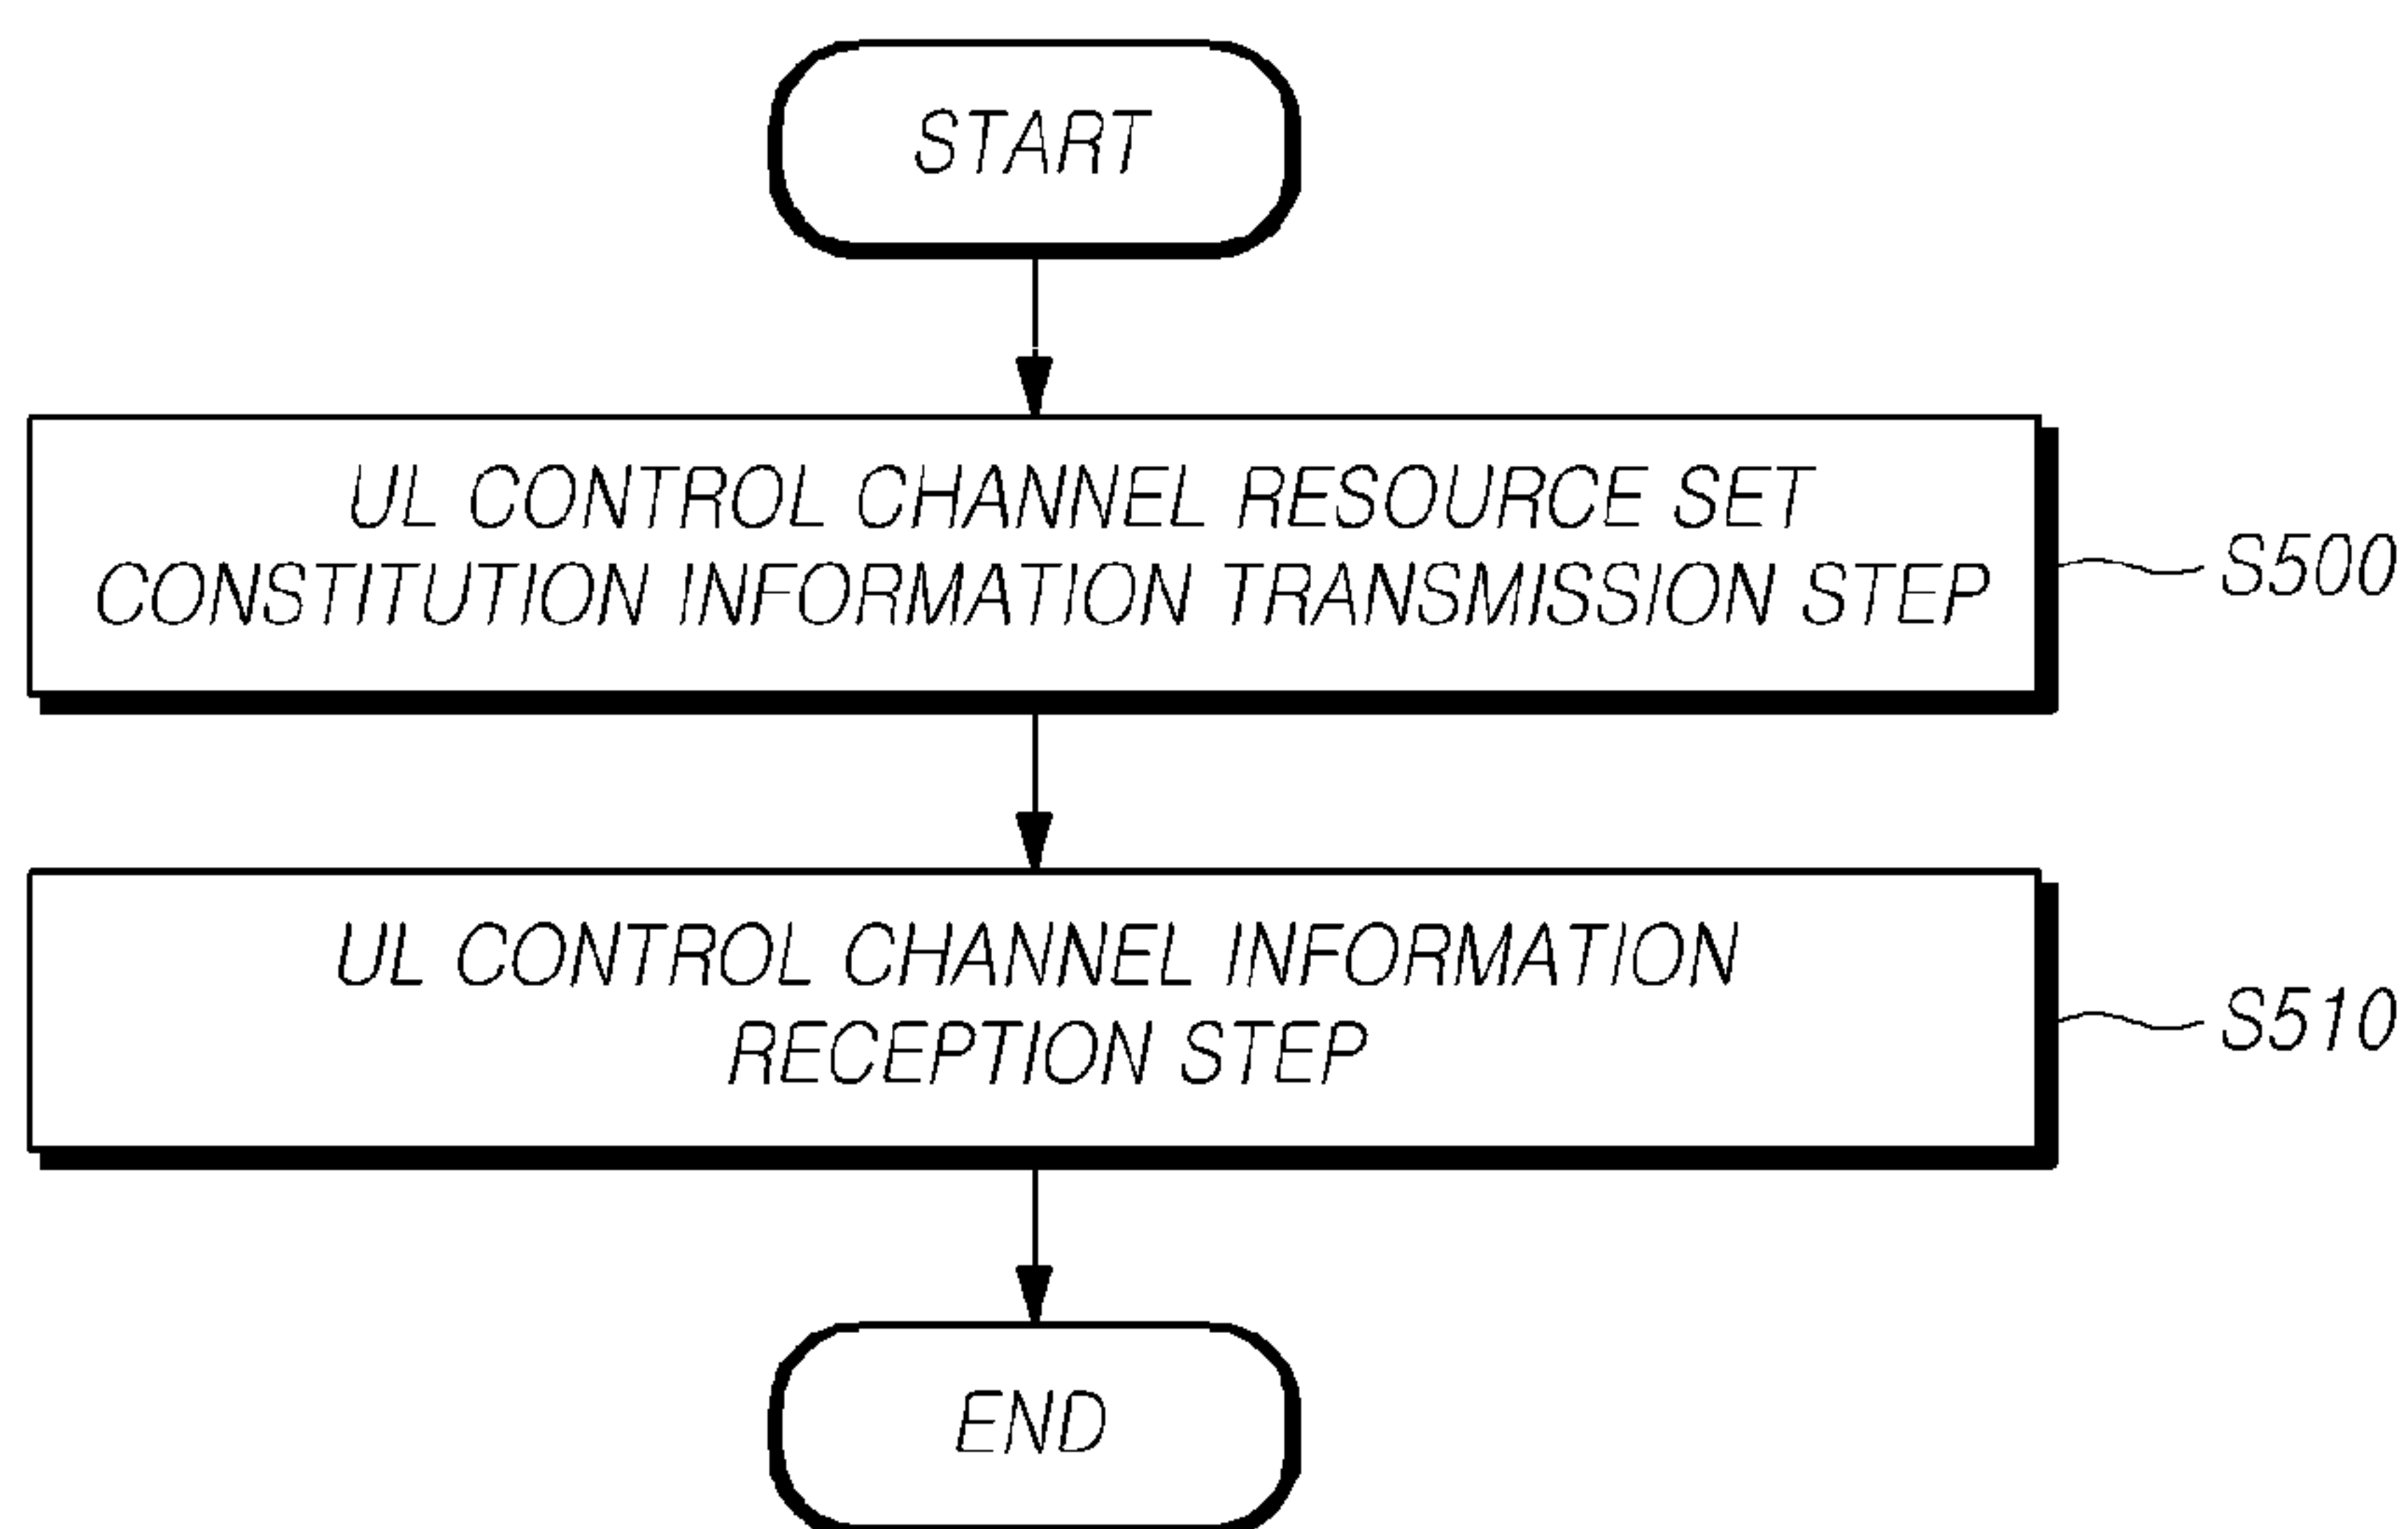 START
UL CONTROL CHANNEL RESOURCE SET
CONSTITUTION INFORMATION TRANSMISSION STEP
S500
UL CONTROL CHANNEL INFORMATION
RECEPTION STEP
S510
END